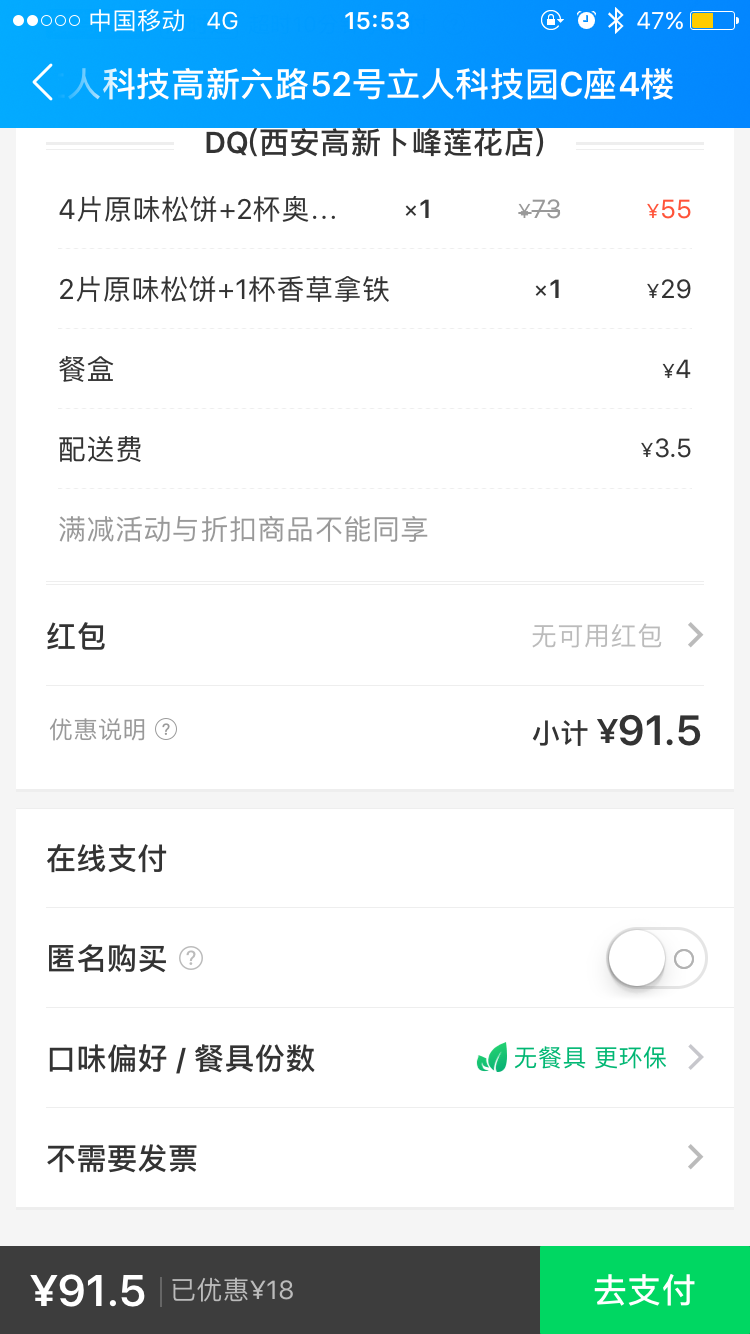 中国移动 4G 15:53 47%
人科技高新六路52号立人科技园C座4楼
DQ(西安高新卜峰莲花店)
4片原味松饼+2杯奥... ×1 ¥73 ¥55
2片原味松饼+1杯香草拿铁 ×1 ¥29
餐盒 ¥4
配送费 ¥3.5
满减活动与折扣商品不能同享
红包 无可用红包
优惠说明 ? 小计 ¥91.5
在线支付
匿名购买 ?
口味偏好 / 餐具份数 无餐具 更环保
不需要发票
¥91.5 已优惠¥18 去支付